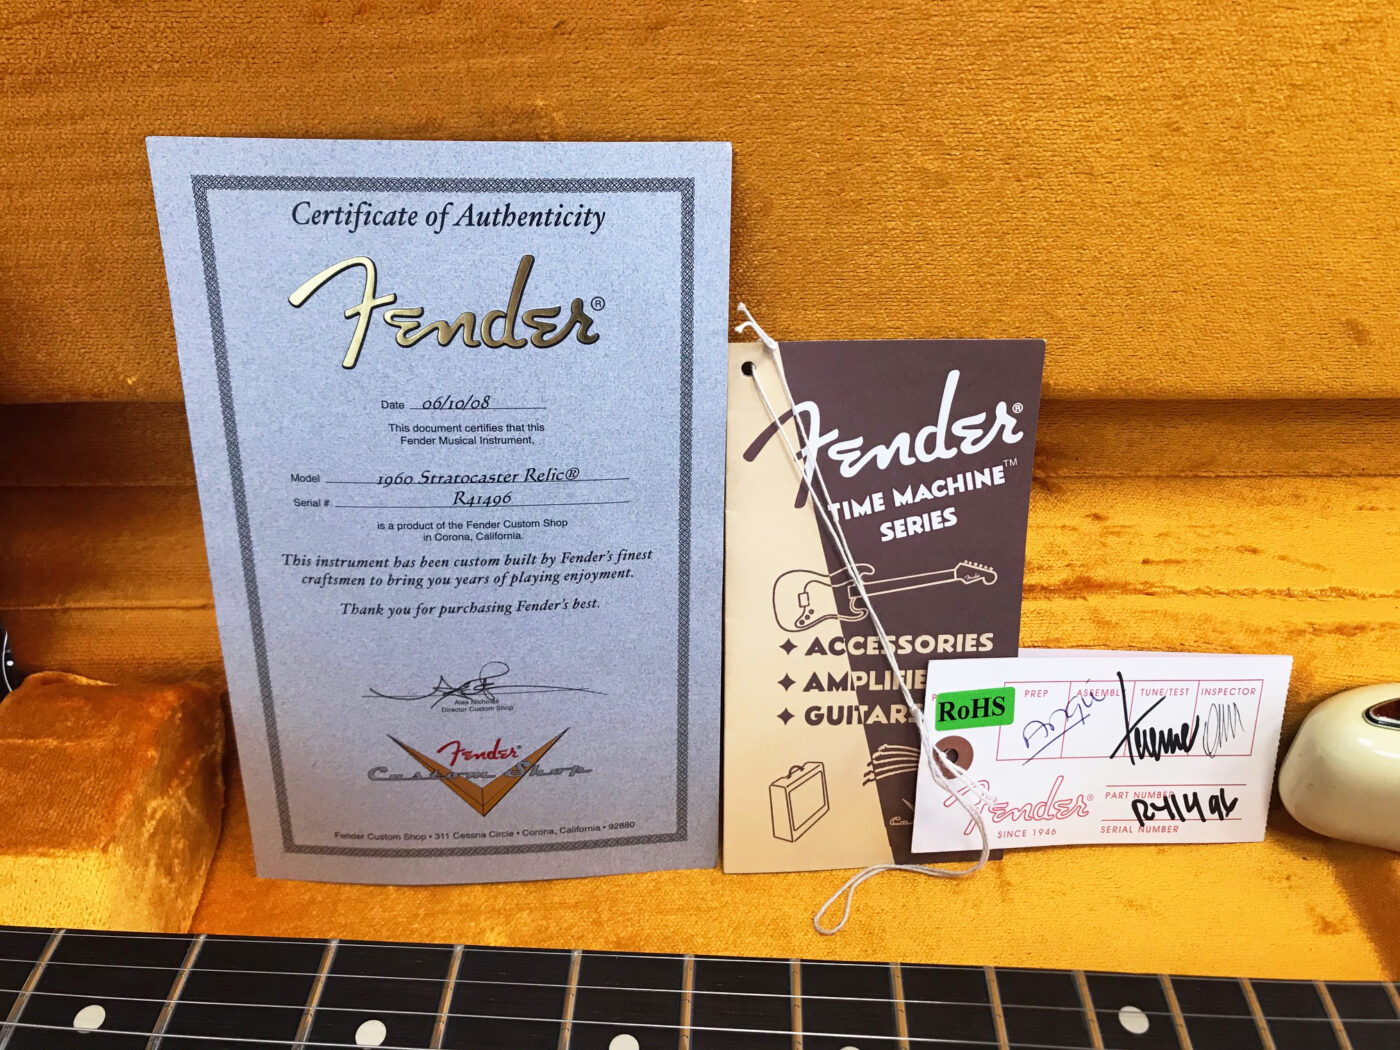 Certificate of Authenticity
Fender®
Date 06/10/08
This document certifies that this
Fender Musical Instrument,
Model 1960 Stratocaster Relic®
Serial # R41496
is a product of the Fender Custom Shop
in Corona, California.
This instrument has been custom built by Fender's finest
craftsmen to bring you years of playing enjoyment.
Thank you for purchasing Fender's best.
Alex Nicholas
Director Custom Shop
Fender®
Custom Shop
Fender Custom Shop • 311 Cessna Circle • Corona, California • 92880
Fender®
TIME MACHINE™
SERIES
Fender
✦ ACCESSORIES
✦ AMPLIFIE
✦ GUITARS
RoHS
PREP ASSEMBL TUNE/TEST INSPECTOR
Angie
Fender®
SINCE 1946
PART NUMBER
R41496
SERIAL NUMBER